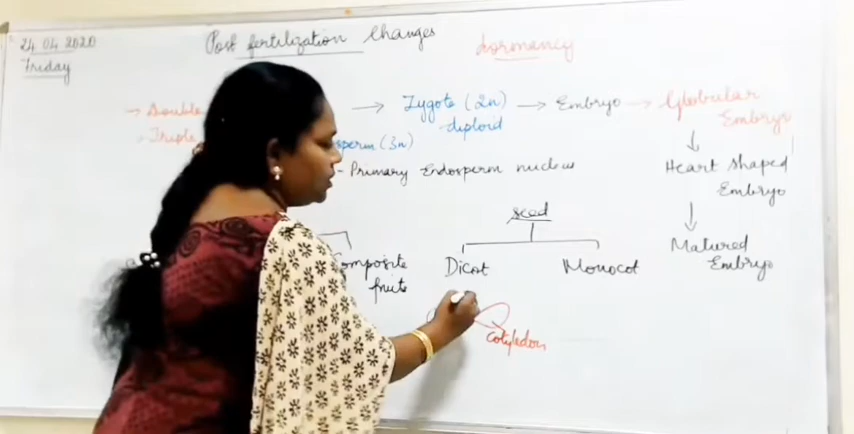 24 04 2020
Friday
Post fertilization Changes
dormancy
→ Double → Zygote (2n) → Embryo → Globular
diploid
Embryo
- Triple sperm (3n)
- Primary Endosperm nucleus
Heart shaped
Embryo
seed
Matured
Embryo
Composite
fruits
Dicot
Monocot
cotyledon